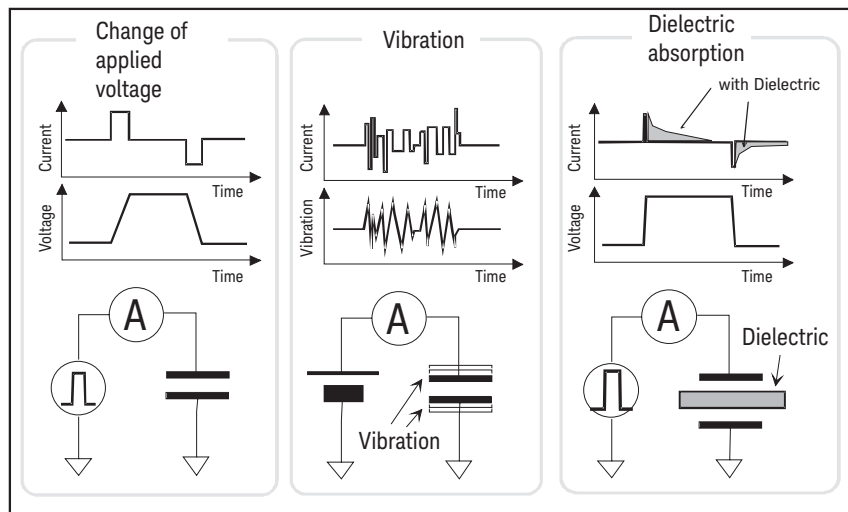 Change of
applied
voltage
Current
Time
Voltage
Time
A
Vibration
Current
Time
Vibration
Time
A
Vibration
Dielectric
absorption
with Dielectric
Current
Time
Voltage
Time
A
Dielectric